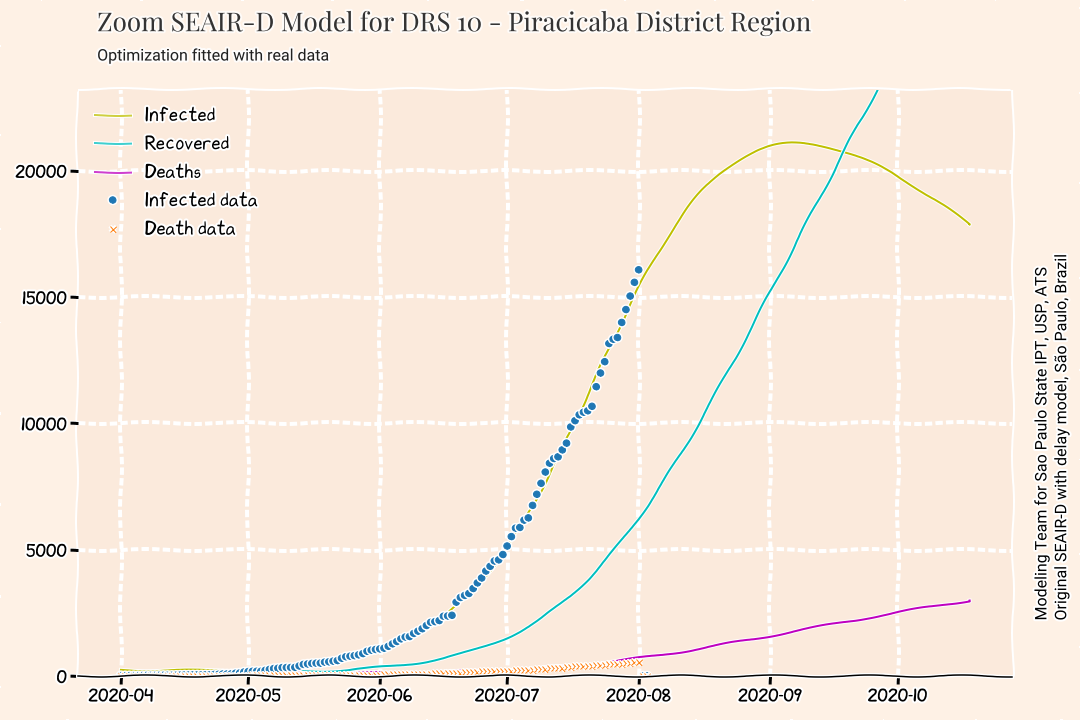 Zoom SEAIR-D Model for DRS 10 - Piracicaba District Region
Optimization fitted with real data
Infected
Recovered
Deaths
Infected data
Death data
20000
15000
10000
5000
0
2020-04
2020-05
2020-06
2020-07
2020-08
2020-09
2020-10
Modeling Team for Sao Paulo State IPT, USP, ATS
Original SEAIR-D with delay model, São Paulo, Brazil